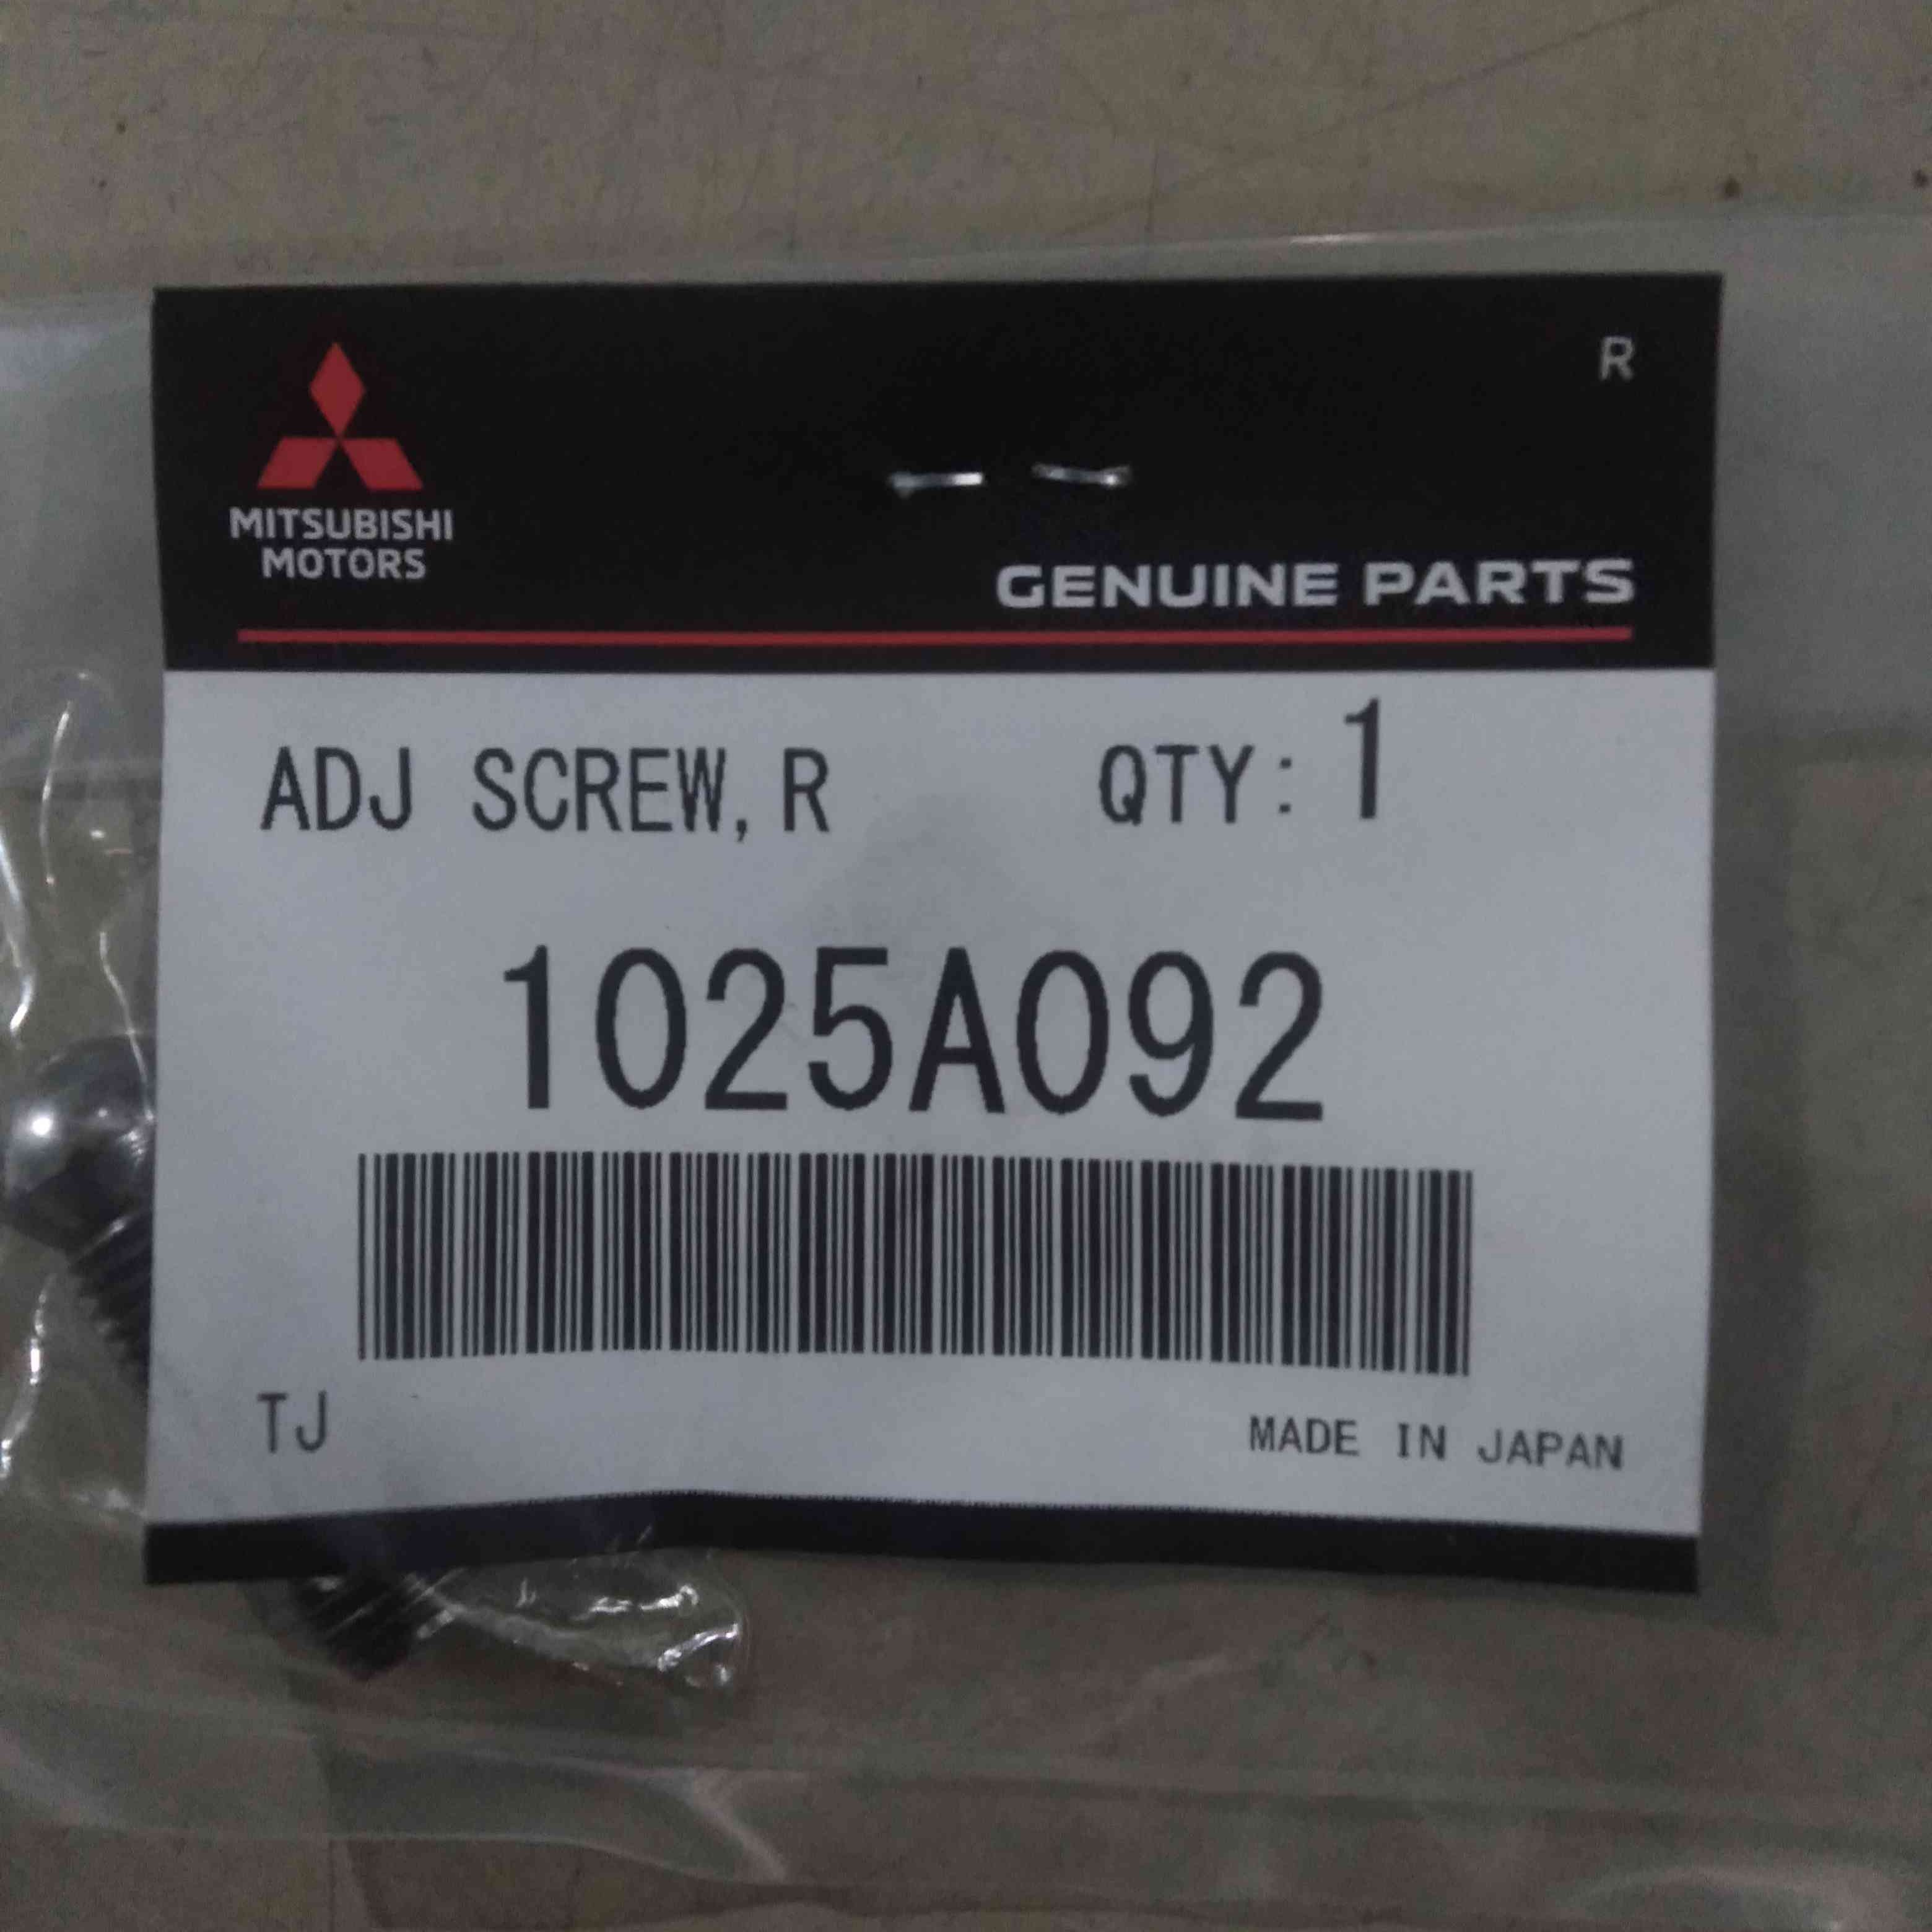 R
MITSUBISHI
MOTORS
GENUINE PARTS
ADJ SCREW, R QTY: 1
1025A092
TJ MADE IN JAPAN